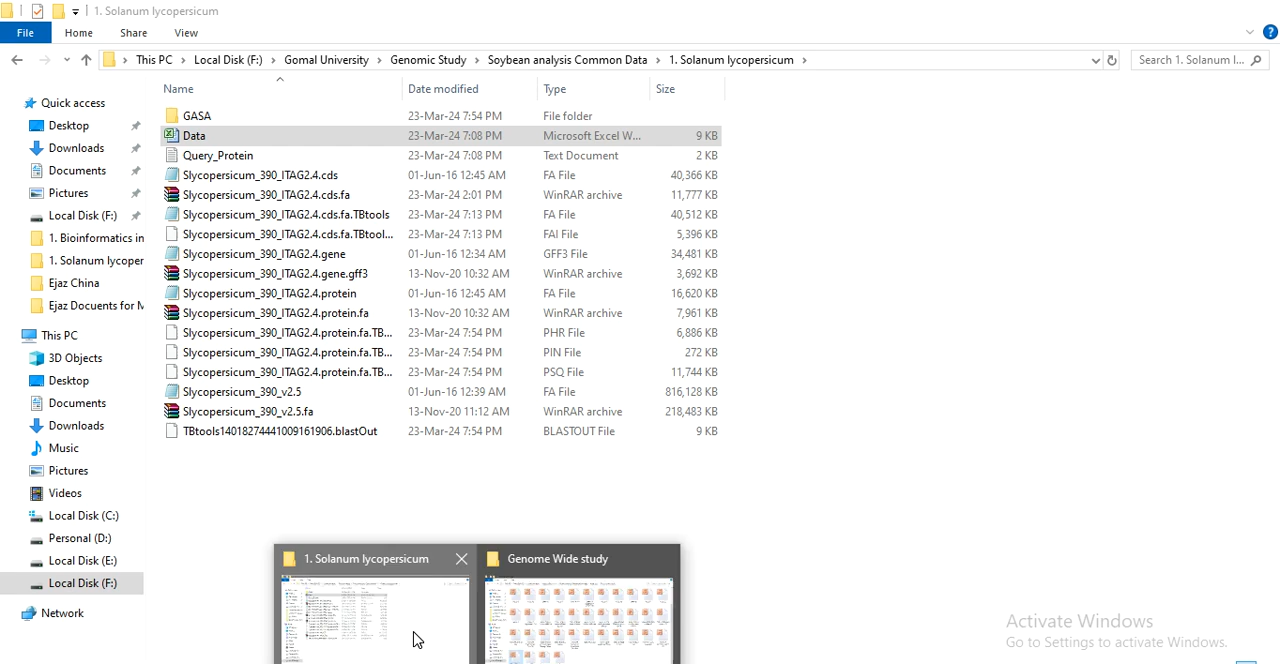 1. Solanum lycopersicum
File Home Share View
This PC Local Disk (F:) Gomal University Genomic Study Soybean analysis Common Data 1. Solanum lycopersicum Search 1. Solanum l...
Name Date modified Type Size
Quick access
Desktop
Downloads
Documents
Pictures
Local Disk (F:)
1. Bioinformatics in
1. Solanum lycoper
Ejaz China
Ejaz Docuents for M
This PC
3D Objects
Desktop
Documents
Downloads
Music
Pictures
Videos
Local Disk (C:)
Personal (D:)
Local Disk (E:)
Local Disk (F:)
Network
GASA 23-Mar-24 7:54 PM File folder
Data 23-Mar-24 7:08 PM Microsoft Excel W... 9 KB
Query_Protein 23-Mar-24 7:08 PM Text Document 2 KB
Slycopersicum_390_ITAG2.4.cds 01-Jun-16 12:45 AM FA File 40,366 KB
Slycopersicum_390_ITAG2.4.cds.fa 23-Mar-24 2:01 PM WinRAR archive 11,777 KB
Slycopersicum_390_ITAG2.4.cds.fa.TBtools 23-Mar-24 7:13 PM FA File 40,512 KB
Slycopersicum_390_ITAG2.4.cds.fa.TBtool... 23-Mar-24 7:13 PM FAI File 5,396 KB
Slycopersicum_390_ITAG2.4.gene 01-Jun-16 12:34 AM GFF3 File 34,481 KB
Slycopersicum_390_ITAG2.4.gene.gff3 13-Nov-20 10:32 AM WinRAR archive 3,692 KB
Slycopersicum_390_ITAG2.4.protein 01-Jun-16 12:45 AM FA File 16,620 KB
Slycopersicum_390_ITAG2.4.protein.fa 13-Nov-20 10:32 AM WinRAR archive 7,961 KB
Slycopersicum_390_ITAG2.4.protein.fa.TB... 23-Mar-24 7:54 PM PHR File 6,886 KB
Slycopersicum_390_ITAG2.4.protein.fa.TB... 23-Mar-24 7:54 PM PIN File 272 KB
Slycopersicum_390_ITAG2.4.protein.fa.TB... 23-Mar-24 7:54 PM PSQ File 11,744 KB
Slycopersicum_390_v2.5 01-Jun-16 12:39 AM FA File 816,128 KB
Slycopersicum_390_v2.5.fa 13-Nov-20 11:12 AM WinRAR archive 218,483 KB
TBtools14018274441009161906.blastOut 23-Mar-24 7:54 PM BLASTOUT File 9 KB
1. Solanum lycopersicum Genome Wide study
Activate Windows
Go to Settings to activate Windows.